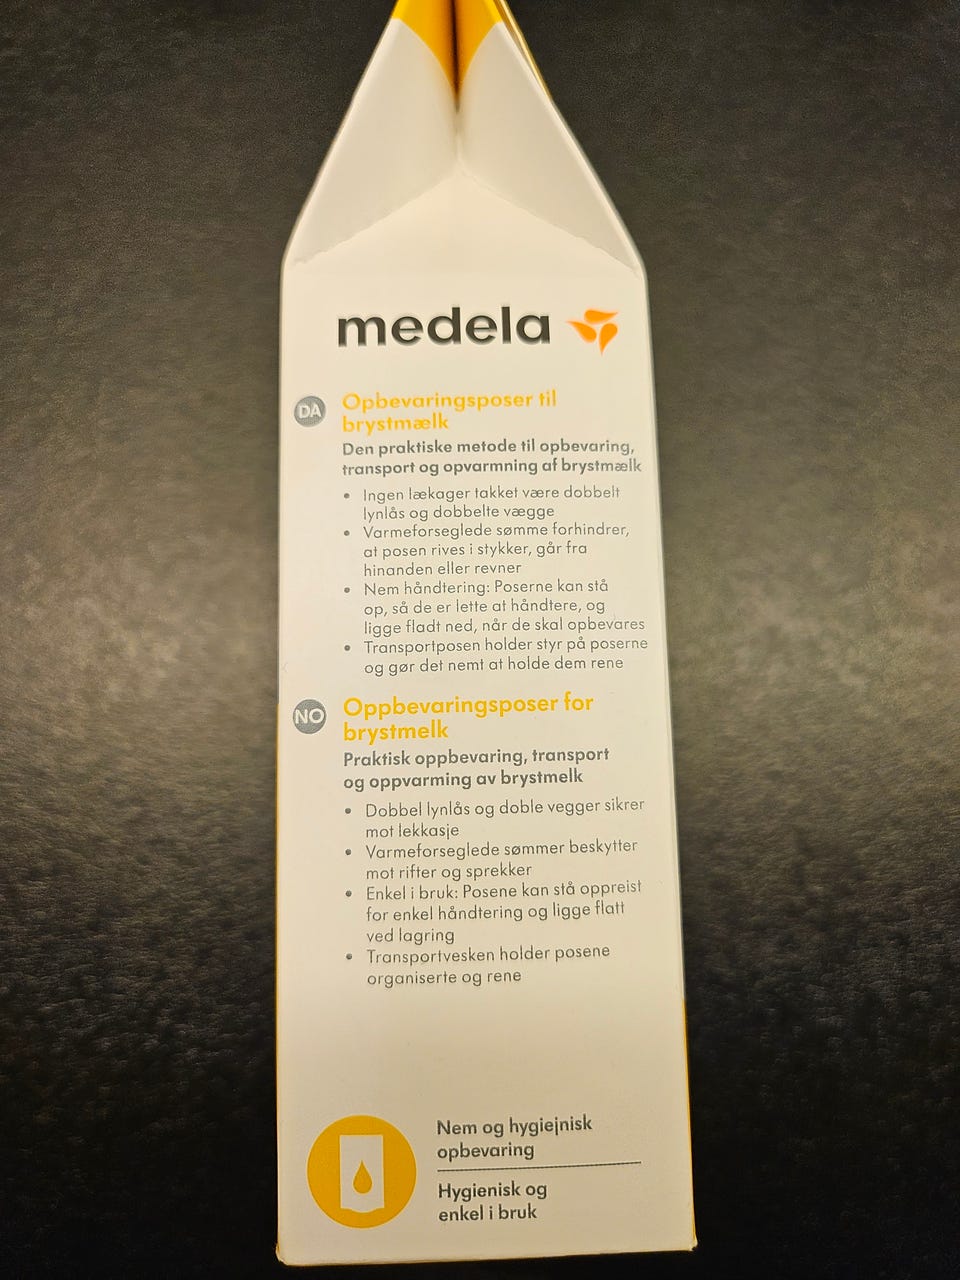 medela
DA
Opbevaringsposer til
brystmælk
Den praktiske metode til opbevaring,
transport og opvarmning af brystmælk
• Ingen lækager takket være dobbelt
lynlås og dobbelte vægge
• Varmeforseglede sømme forhindrer,
at posen rives i stykker, går fra
hinanden eller revner
• Nem håndtering: Poserne kan stå
op, så de er lette at håndtere, og
ligge fladt ned, når de skal opbevares
• Transportposen holder styr på poserne
og gør det nemt at holde dem rene
NO
Oppbevaringsposer for
brystmelk
Praktisk oppbevaring, transport
og oppvarming av brystmelk
• Dobbel lynlås og doble vegger sikrer
mot lekkasje
• Varmeforseglede sømmer beskytter
mot rifter og sprekker
• Enkel i bruk: Posene kan stå oppreist
for enkel håndtering og ligge flatt
ved lagring
• Transportvesken holder posene
organiserte og rene
Nem og hygiejnisk
opbevaring
Hygienisk og
enkel i bruk